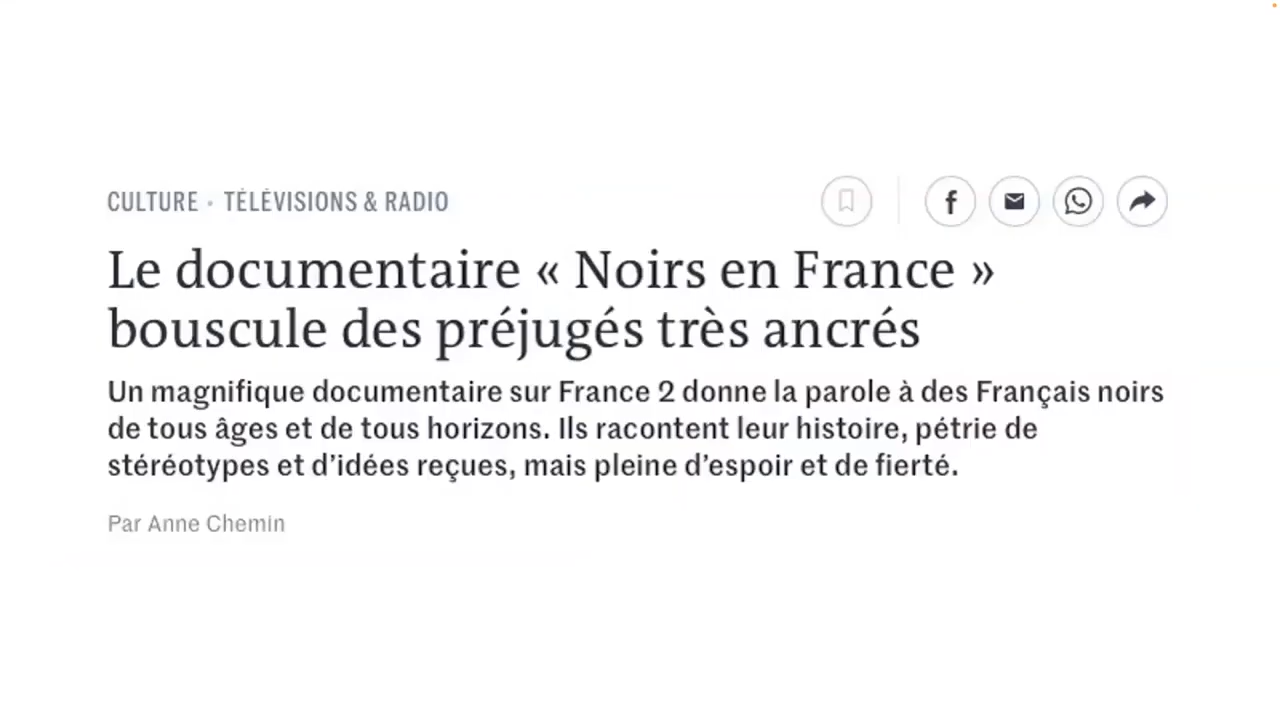 CULTURE • TÉLÉVISIONS & RADIO
Le documentaire « Noirs en France »
bouscule des préjugés très ancrés
Un magnifique documentaire sur France 2 donne la parole à des Français noirs
de tous âges et de tous horizons. Ils racontent leur histoire, pétrie de
stéréotypes et d’idées reçues, mais pleine d’espoir et de fierté.
Par Anne Chemin